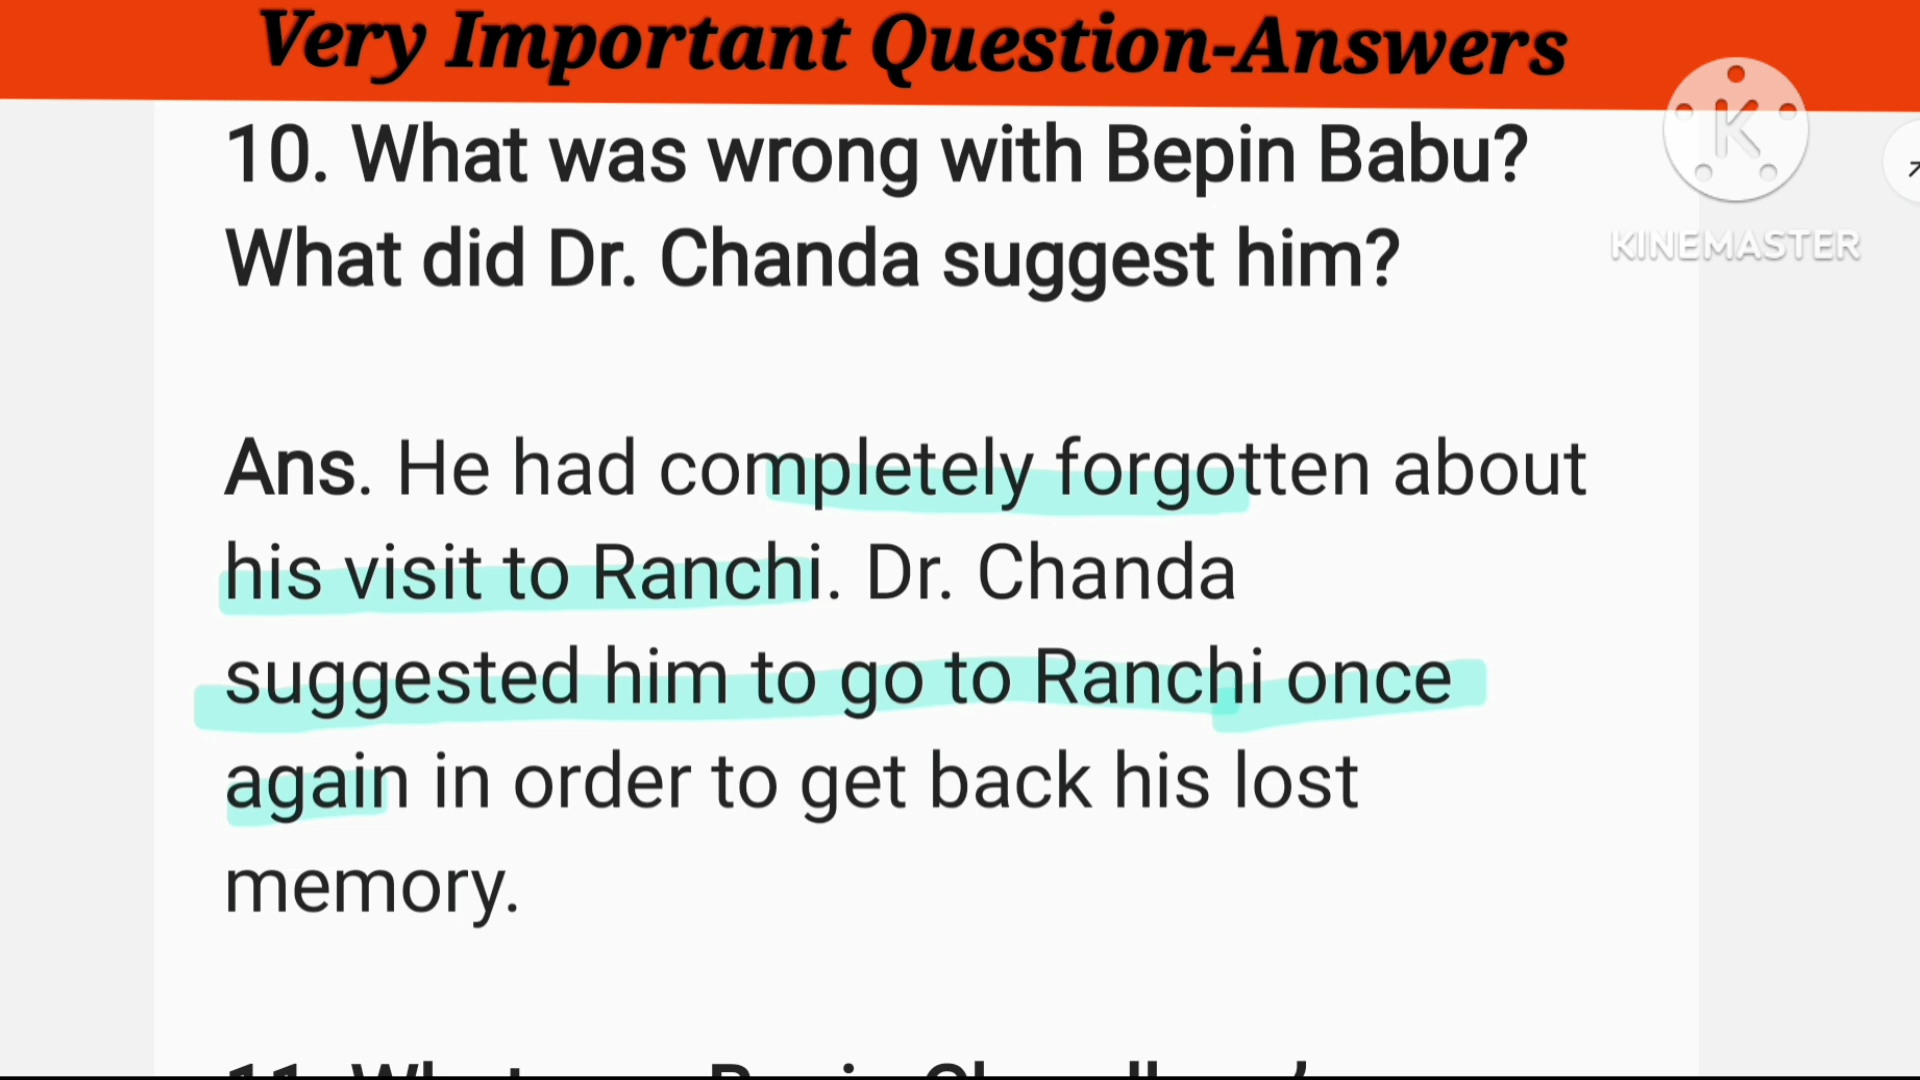 Very Important Question-Answers
10. What was wrong with Bepin Babu?
What did Dr. Chanda suggest him?
K
KINEMASTER
Ans. He had completely forgotten about
his visit to Ranchi. Dr. Chanda
suggested him to go to Ranchi once
again in order to get back his lost
memory.